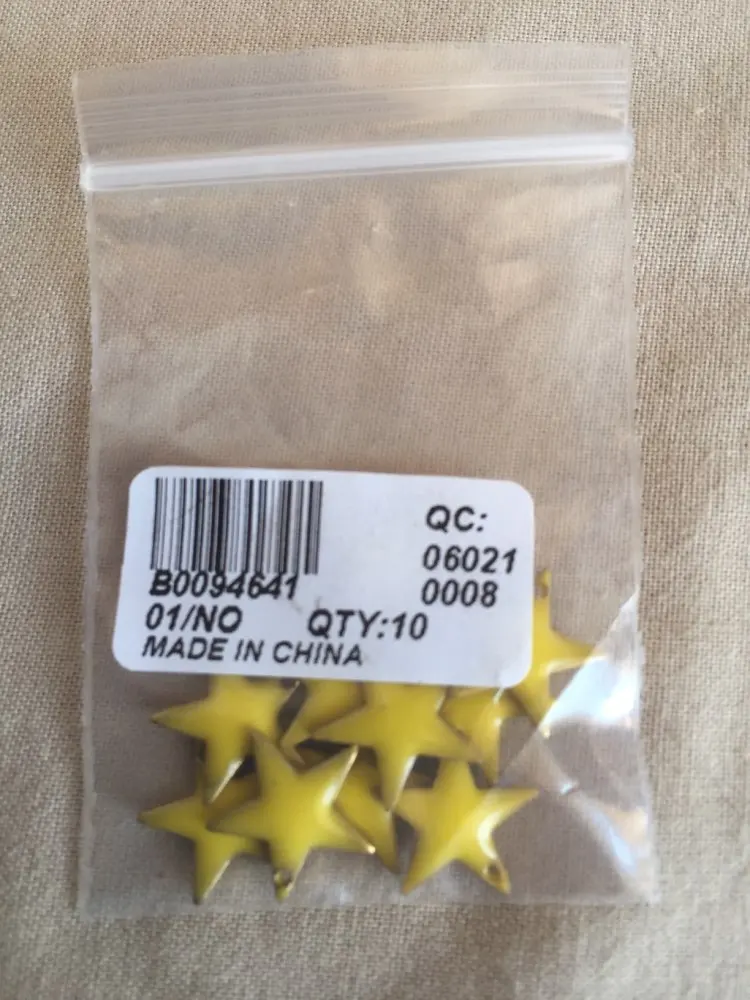 B0094641
01/NO QTY:10
MADE IN CHINA
QC:
06021
0008